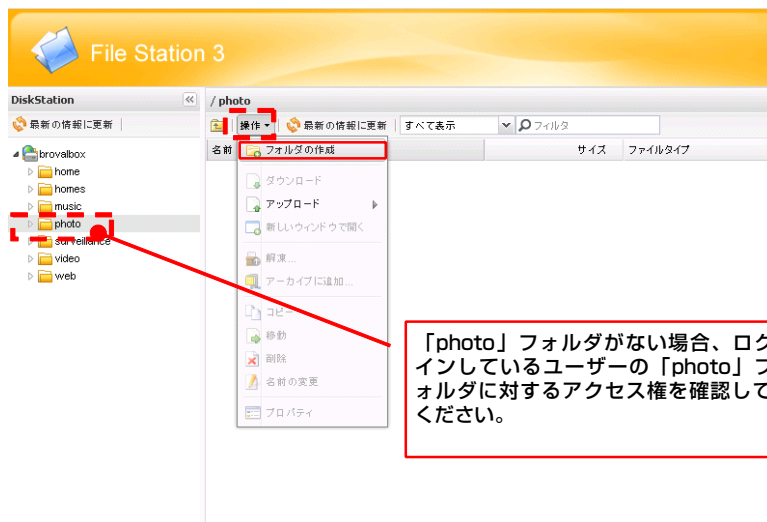 File Station 3
DiskStation
/ photo
最新の情報に更新
操作
最新の情報に更新
すべて表示
フィルタ
名前
サイズ
ファイルタイプ
brovalbox
home
homes
music
photo
surveillance
video
web
フォルダの作成
ダウンロード
アップロード
新しいウィンドウで開く
解凍...
アーカイブに追加...
コピー
移動
削除
名前の変更
プロパティ
「photo」フォルダがない場合、ログ
インしているユーザーの「photo」フ
ォルダに対するアクセス権を確認して
ください。